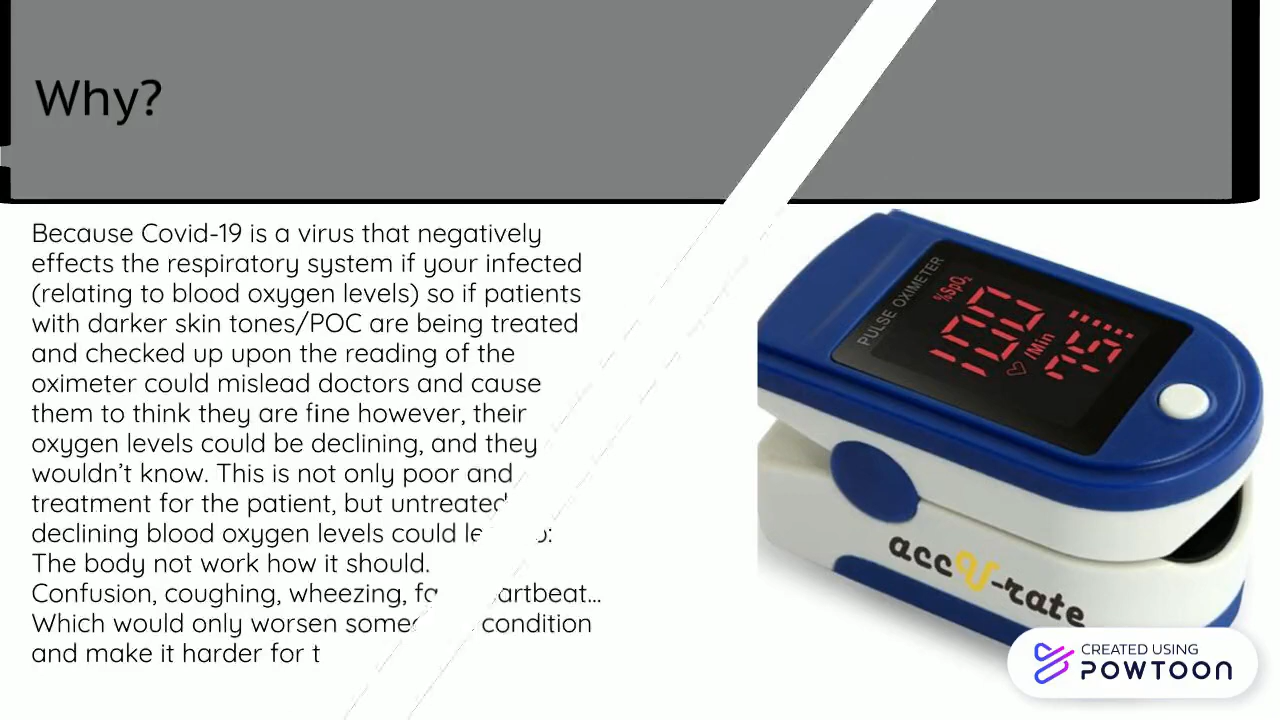 Why?
Because Covid-19 is a virus that negatively
effects the respiratory system if your infected
(relating to blood oxygen levels) so if patients
with darker skin tones/POC are being treated
and checked up upon the reading of the
oximeter could mislead doctors and cause
them to think they are fine however, their
oxygen levels could be declining, and they
wouldn’t know. This is not only poor and
treatment for the patient, but untreated
declining blood oxygen levels could
The body not work how it should.
Confusion, coughing, wheezing,
Which would only worsen condition
and make it harder for t
PULSE OXIMETER
%SpO₂
100
/Min
75
accU-rate
CREATED USING
POWTOON